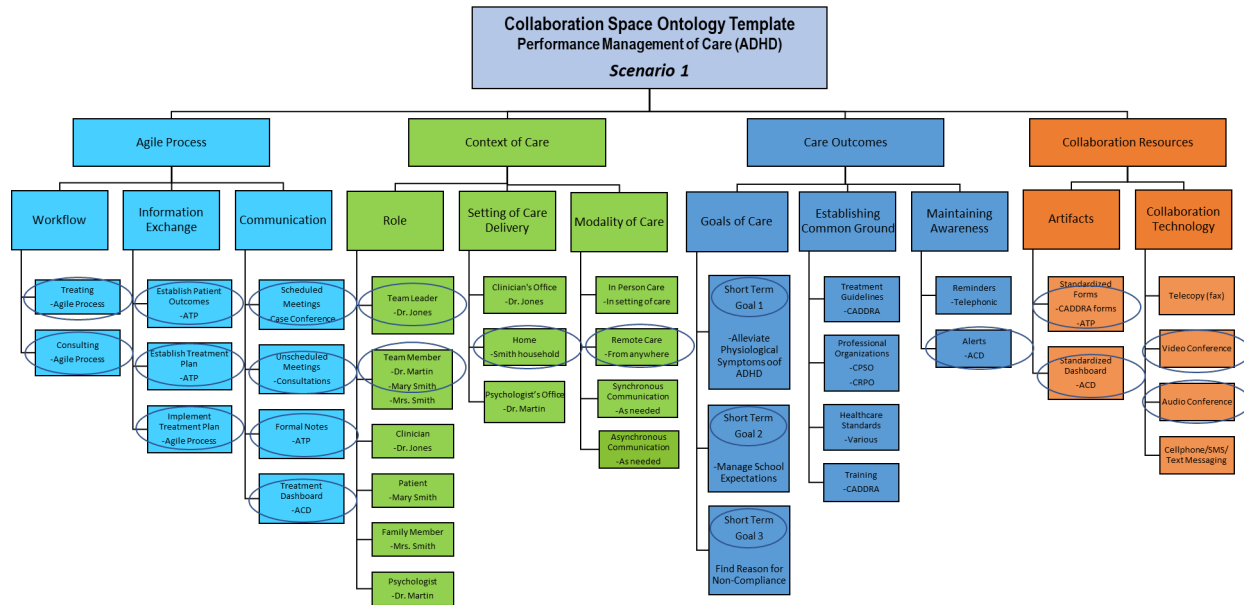 Collaboration Space Ontology Template
Performance Management of Care (ADHD)
Scenario 1
Agile Process
Context of Care
Care Outcomes
Collaboration Resources
Workflow
Information
Exchange
Communication
Role
Setting of Care
Delivery
Modality of Care
Goals of Care
Establishing
Common Ground
Maintaining
Awareness
Artifacts
Collaboration
Technology
Treating
-Agile Process
Consulting
-Agile Process
Establish Patient
Outcomes
-ATP
Establish Treatment
Plan
-ATP
Implement
Treatment Plan
-Agile Process
Scheduled
Meetings
-Case Conference
Unscheduled
Meetings
-Consultations
Formal Notes
-ATP
Treatment
Dashboard
-ACD
Team Leader
-Dr. Jones
Team Member
-Dr. Martin
-Mary Smith
-Mrs. Smith
Clinician
-Dr. Jones
Patient
-Mary Smith
Family Member
-Mrs. Smith
Psychologist
-Dr. Martin
Clinician's Office
-Dr. Jones
Home
-Smith household
Psychologist's Office
-Dr. Martin
In Person Care
-In setting of care
Remote Care
-From anywhere
Synchronous
Communication
-As needed
Asynchronous
Communication
-As needed
Short Term
Goal 1
-Alleviate
Physiological
Symptoms oof
ADHD
Short Term
Goal 2
-Manage School
Expectations
Short Term
Goal 3
Find Reason for
Non-Compliance
Treatment
Guidelines
-CADDRA
Professional
Organizations
-CPSO
-CRPO
Healthcare
Standards
-Various
Training
-CADDRA
Reminders
-Telephonic
Alerts
-ACD
Standardized
Forms
-CADDRA forms
-ATP
Standardized
Dashboard
-ACD
Telecopy (fax)
Video Conference
Audio Conference
Cellphone/SMS/
Text Messaging